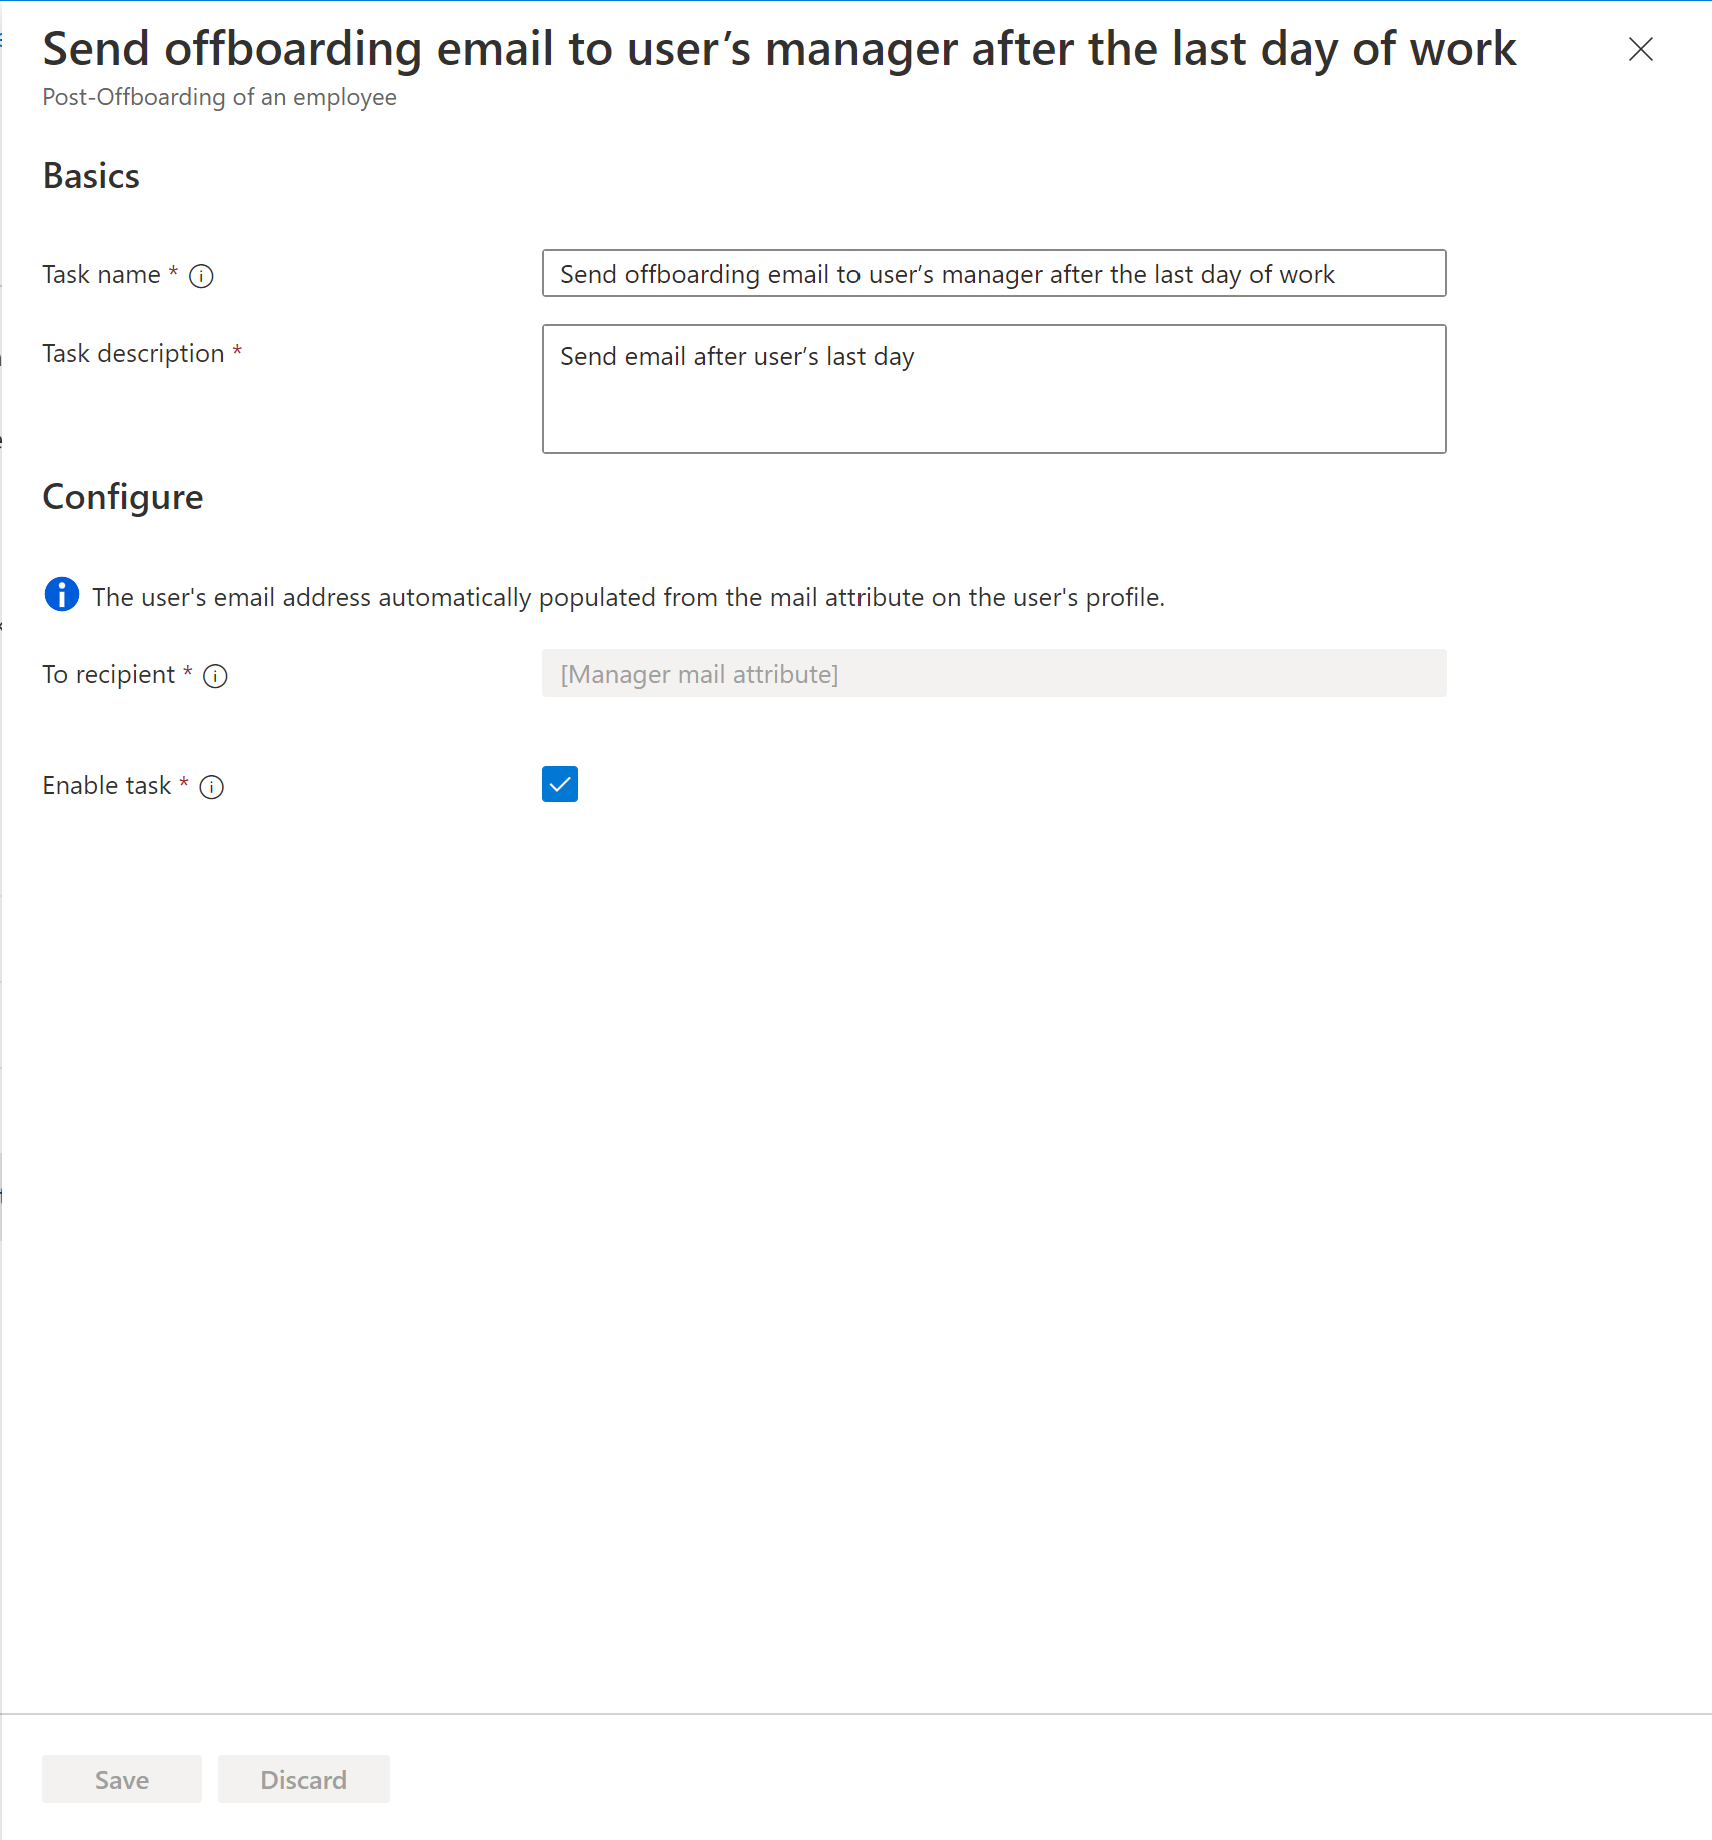 Send offboarding email to user’s manager after the last day of work
Post-Offboarding of an employee
Basics
Task name *
Send offboarding email to user’s manager after the last day of work
Task description *
Send email after user’s last day
Configure
The user's email address automatically populated from the mail attribute on the user's profile.
To recipient *
[Manager mail attribute]
Enable task *
Save
Discard